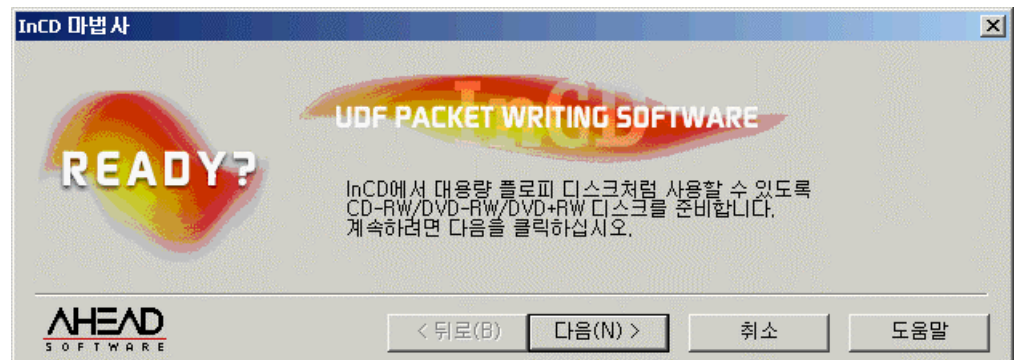 InCD 마법사
InCD
UDF PACKET WRITING SOFTWARE
READY?
InCD에서 대용량 플로피 디스크처럼 사용할 수 있도록
CD-RW/DVD-RW/DVD+RW 디스크를 준비합니다.
계속하려면 다음을 클릭하십시오.
AHEAD
SOFTWARE
< 뒤로(B) 다음(N) > 취소 도움말